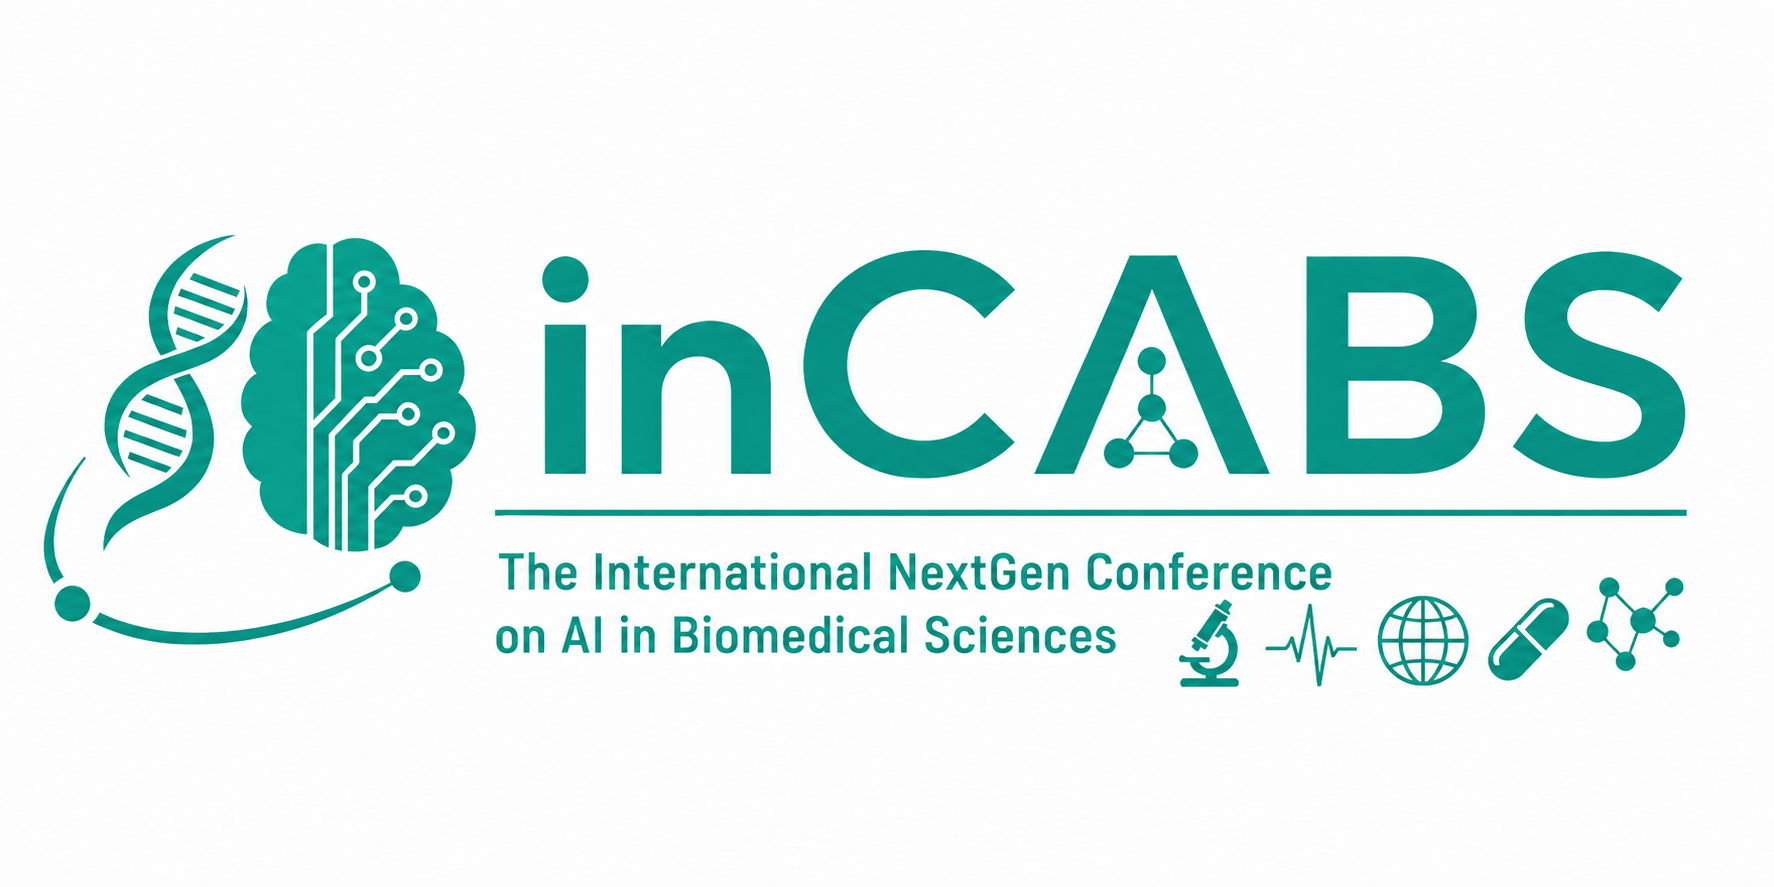 inCABS
The International NextGen Conference
on AI in Biomedical Sciences